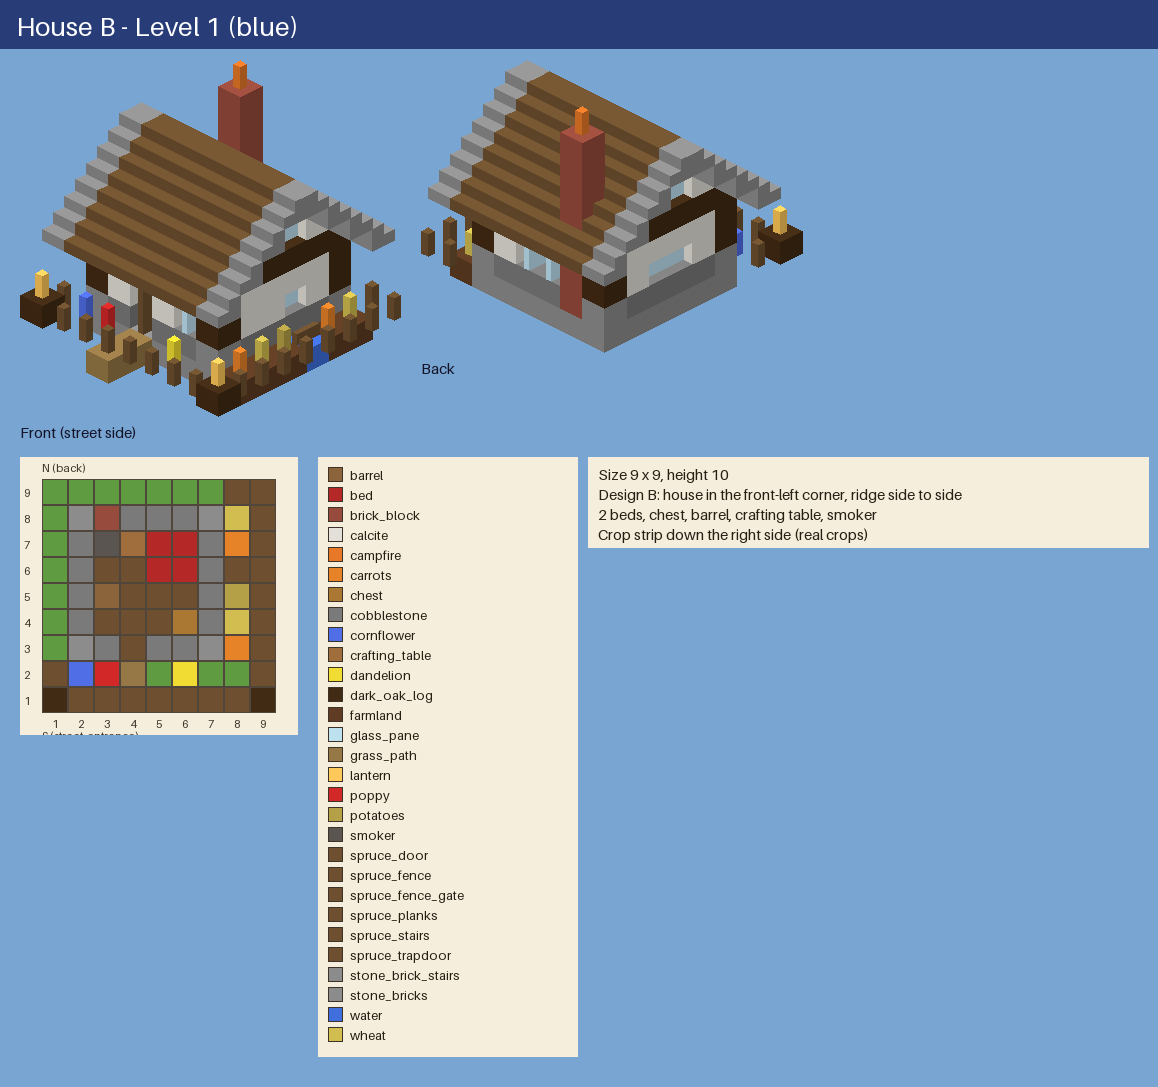 House B - Level 1 (blue)
Back
Front (street side)
N (back)
9
8
7
6
5
4
3
2
1
1 2 3 4 5 6 7 8 9
S (street entrance)
barrel
bed
brick_block
calcite
campfire
carrots
chest
cobblestone
cornflower
crafting_table
dandelion
dark_oak_log
farmland
glass_pane
grass_path
lantern
poppy
potatoes
smoker
spruce_door
spruce_fence
spruce_fence_gate
spruce_planks
spruce_stairs
spruce_trapdoor
stone_brick_stairs
stone_bricks
water
wheat
Size 9 x 9, height 10
Design B: house in the front-left corner, ridge side to side
2 beds, chest, barrel, crafting table, smoker
Crop strip down the right side (real crops)